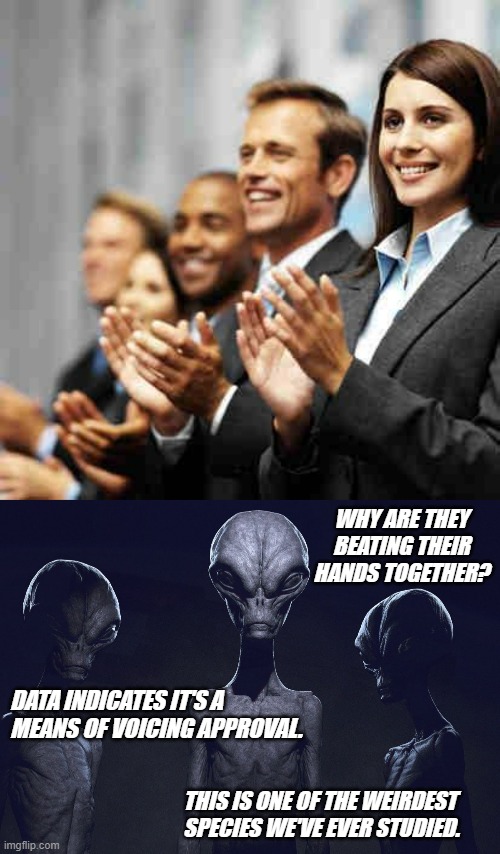 WHY ARE THEY
BEATING THEIR
HANDS TOGETHER?
DATA INDICATES IT'S A
MEANS OF VOICING APPROVAL.
THIS IS ONE OF THE WEIRDEST
SPECIES WE'VE EVER STUDIED.
imgflip.com